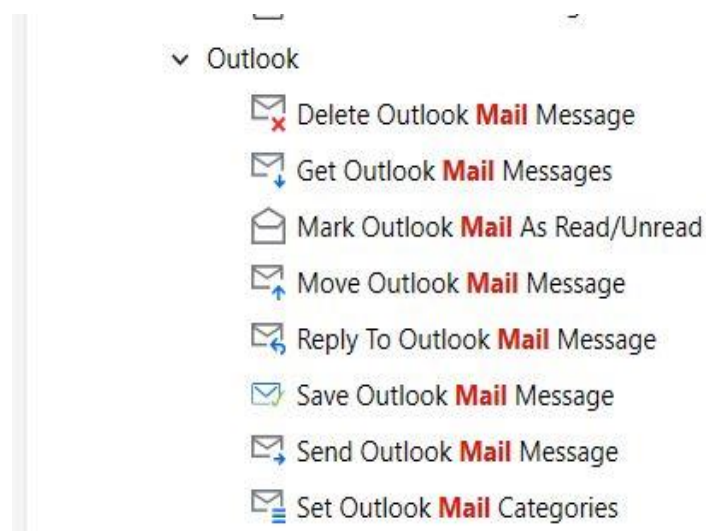 Outlook
Delete Outlook Mail Message
Get Outlook Mail Messages
Mark Outlook Mail As Read/Unread
Move Outlook Mail Message
Reply To Outlook Mail Message
Save Outlook Mail Message
Send Outlook Mail Message
Set Outlook Mail Categories